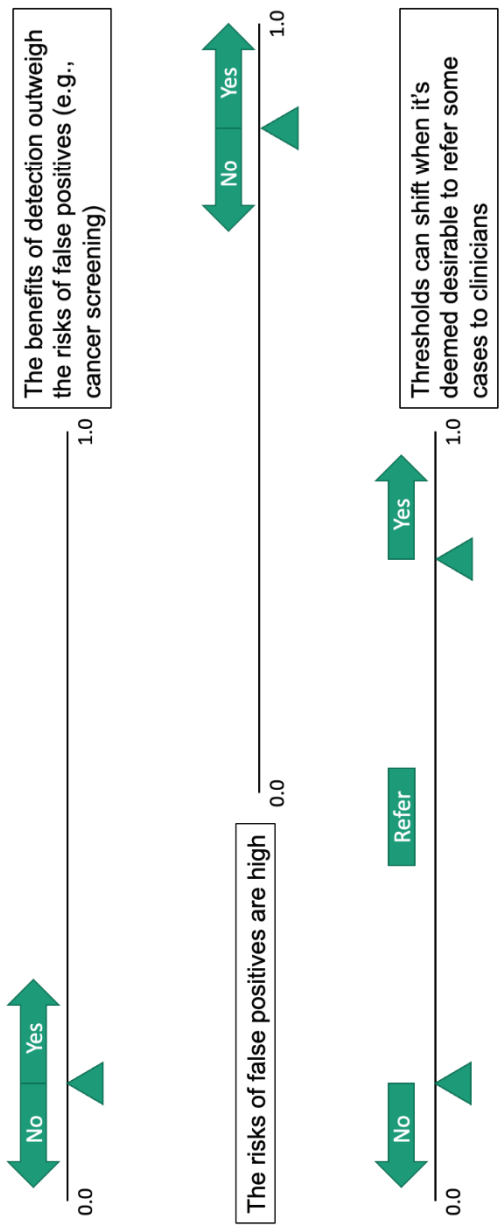 No
Yes
0.0
1.0
The benefits of detection outweigh
the risks of false positives (e.g.,
cancer screening)
The risks of false positives are high
No
Yes
0.0
1.0
No
Refer
Yes
0.0
1.0
Thresholds can shift when it's
deemed desirable to refer some
cases to clinicians